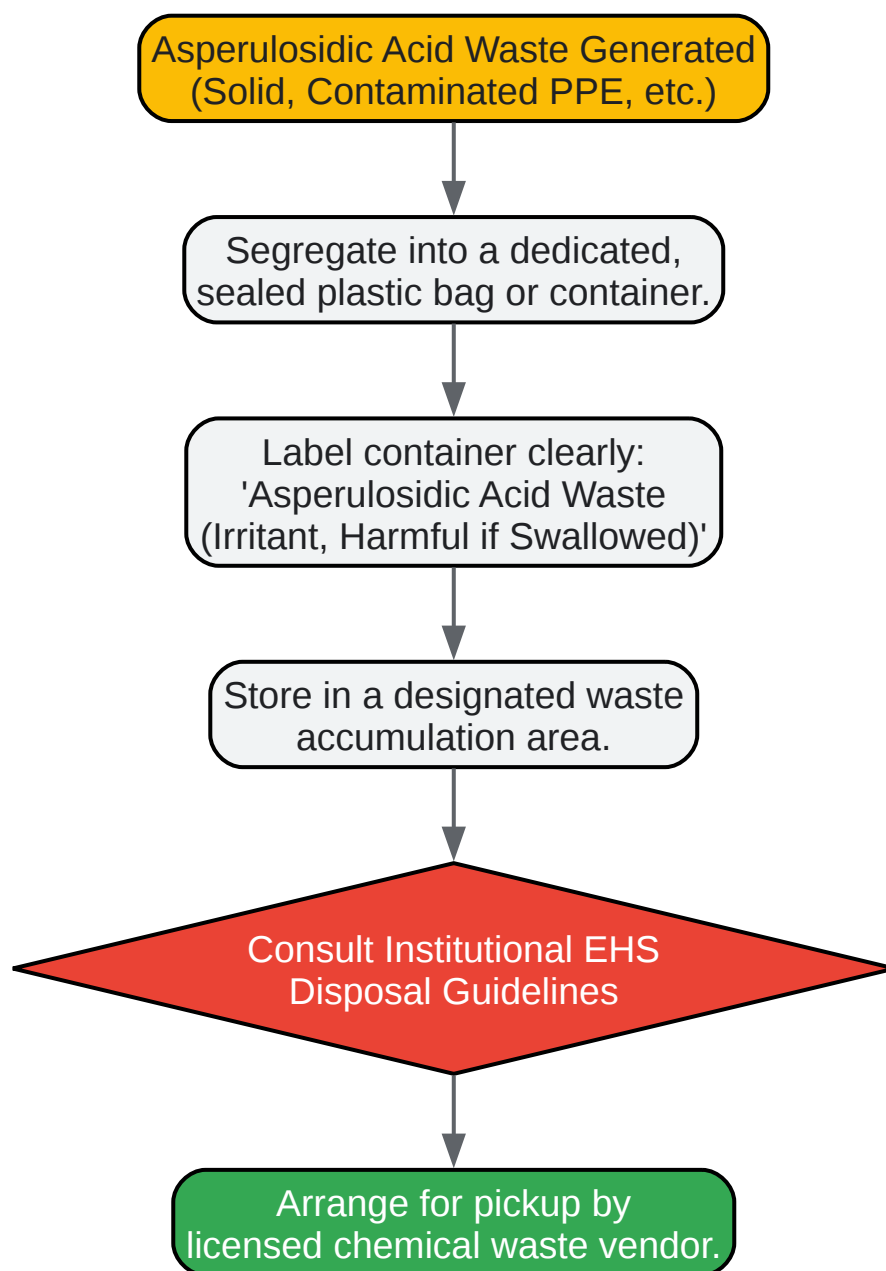 Asperulosidic Acid Waste Generated
(Solid, Contaminated PPE, etc.)
Segregate into a dedicated,
sealed plastic bag or container.
Label container clearly:
'Asperulosidic Acid Waste
(Irritant, Harmful if Swallowed)'
Store in a designated waste
accumulation area.
Consult Institutional EHS
Disposal Guidelines
Arrange for pickup by
licensed chemical waste vendor.